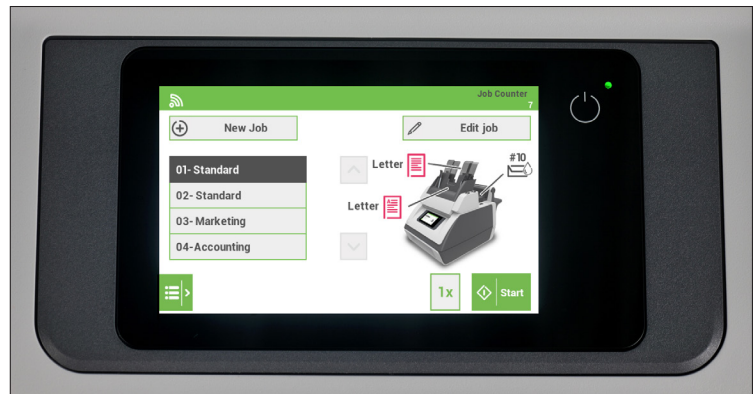 Job Counter
7
New Job
Edit job
01- Standard
02- Standard
03- Marketing
04-Accounting
Letter
#10
Letter
1x
Start